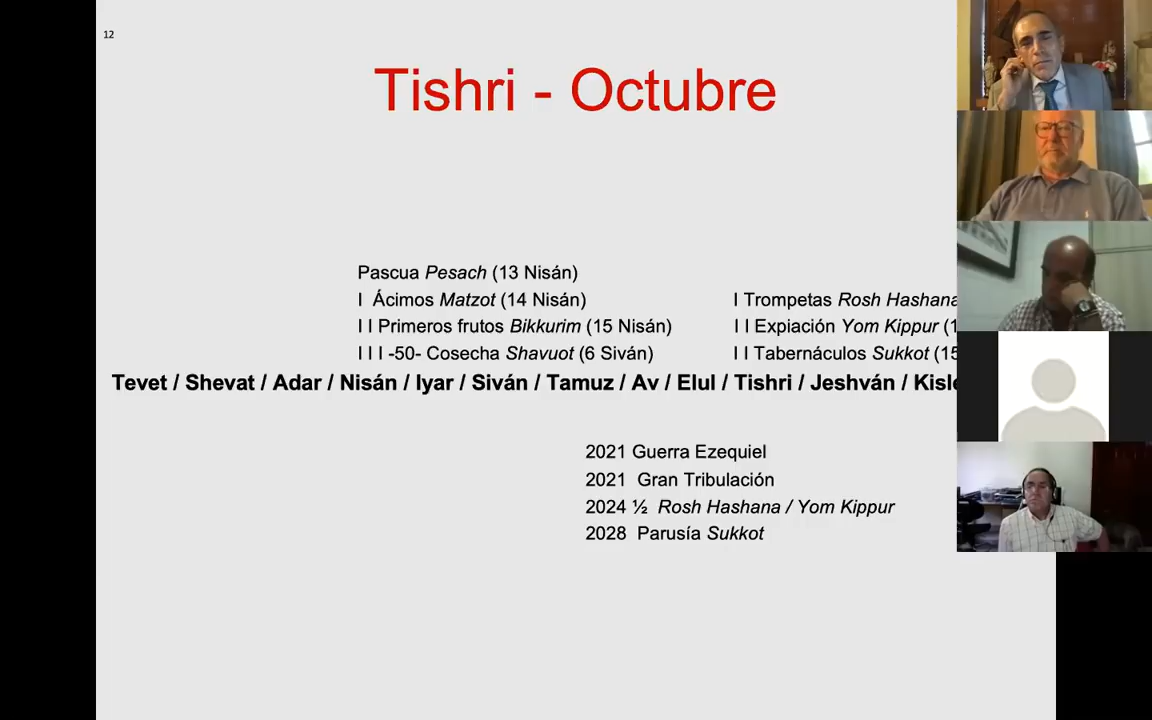 12
Tishri - Octubre
Pascua Pesach (13 Nisán)
I Ácimos Matzot (14 Nisán)
I I Primeros frutos Bikkurim (15 Nisán)
I I I -50- Cosecha Shavuot (6 Siván)
I Trompetas Rosh Hashana
I I Expiación Yom Kippur (1
I I Tabernáculos Sukkot (15
Tevet / Shevat / Adar / Nisán / Iyar / Siván / Tamuz / Av / Elul / Tishri / Jeshván /
2021 Guerra Ezequiel
2021 Gran Tribulación
2024 ½ Rosh Hashana / Yom Kippur
2028 Parusía Sukkot